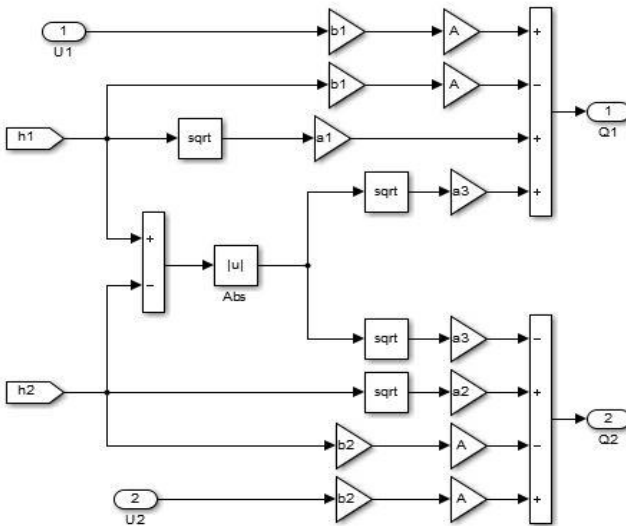 1
U1
b1
A
+
b1
A
−
h1
sqrt
a1
+
1
Q1
sqrt
a3
+
+
−
|u|
Abs
sqrt
a3
−
h2
sqrt
a2
+
2
Q2
b2
A
−
2
U2
b2
A
+